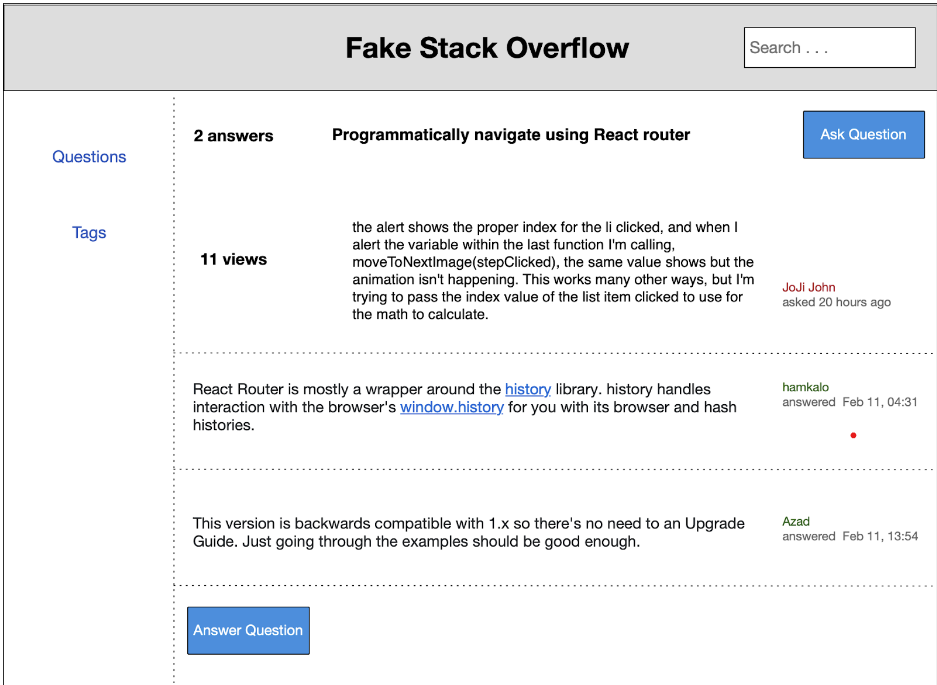 Fake Stack Overflow
Search . . .
Questions
Tags
2 answers
Programmatically navigate using React router
Ask Question
11 views
the alert shows the proper index for the li clicked, and when I
alert the variable within the last function I'm calling,
moveToNextImage(stepClicked), the same value shows but the
animation isn't happening. This works many other ways, but I'm
trying to pass the index value of the list item clicked to use for
the math to calculate.
JoJi John
asked 20 hours ago
React Router is mostly a wrapper around the history library. history handles
interaction with the browser's window.history for you with its browser and hash
histories.
hamkalo
answered Feb 11, 04:31
This version is backwards compatible with 1.x so there's no need to an Upgrade
Guide. Just going through the examples should be good enough.
Azad
answered Feb 11, 13:54
Answer Question